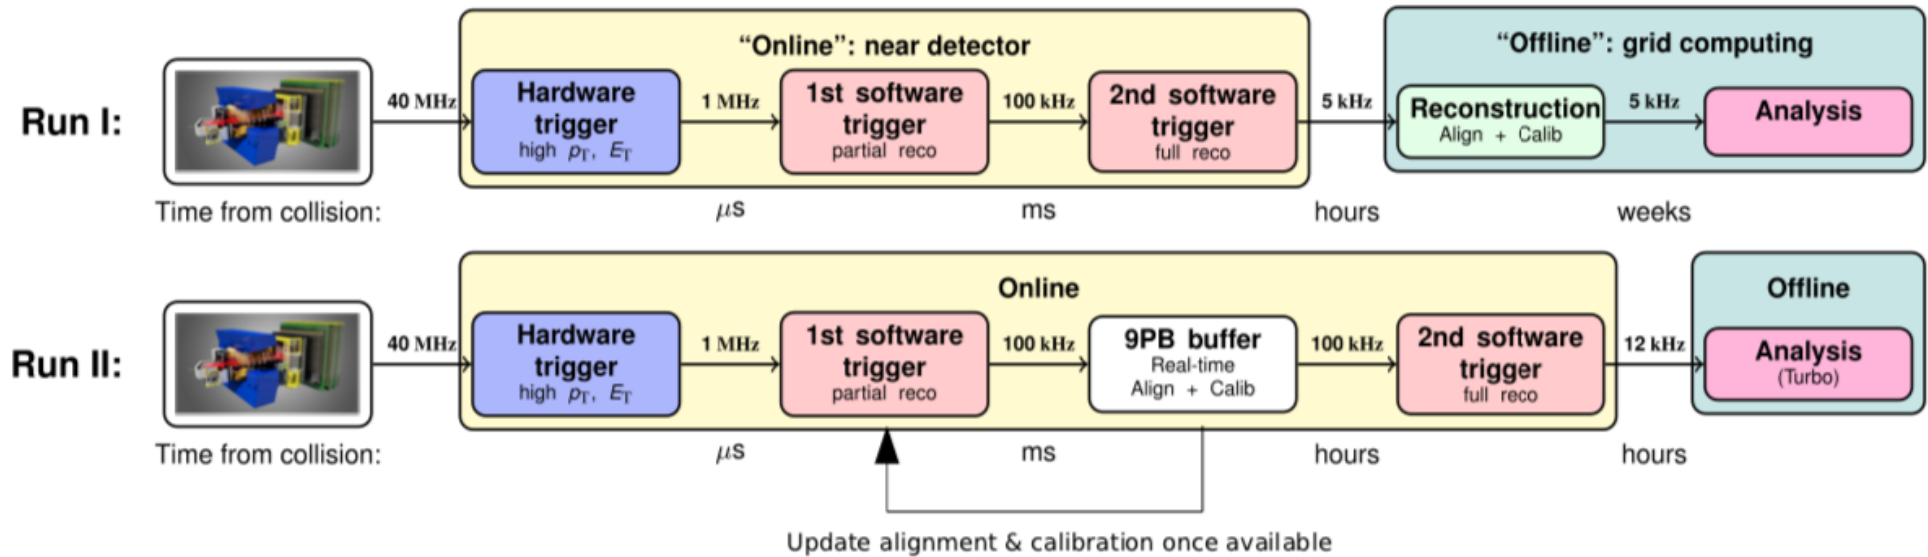 “Online”: near detector
“Offline”: grid computing
Run I:
40 MHz
Hardware
trigger
high pT, ET
1 MHz
1st software
trigger
partial reco
100 kHz
2nd software
trigger
full reco
5 kHz
Reconstruction
Align + Calib
5 kHz
Analysis
Time from collision:
μs
ms
hours
weeks
Online
Offline
Run II:
40 MHz
Hardware
trigger
high pT, ET
1 MHz
1st software
trigger
partial reco
100 kHz
9PB buffer
Real-time
Align + Calib
100 kHz
2nd software
trigger
full reco
12 kHz
Analysis
(Turbo)
Time from collision:
μs
ms
hours
hours
Update alignment & calibration once available